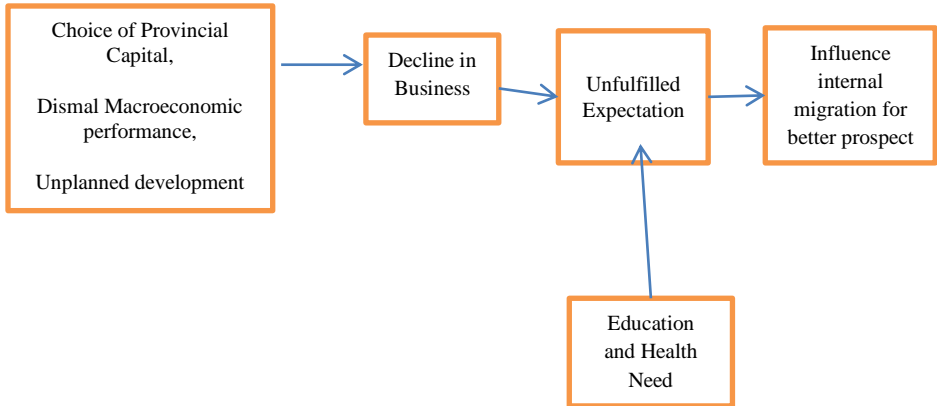 Choice of Provincial
Capital,
Dismal Macroeconomic
performance,
Unplanned development
Decline in
Business
Unfulfilled
Expectation
Influence
internal
migration for
better prospect
Education
and Health
Need